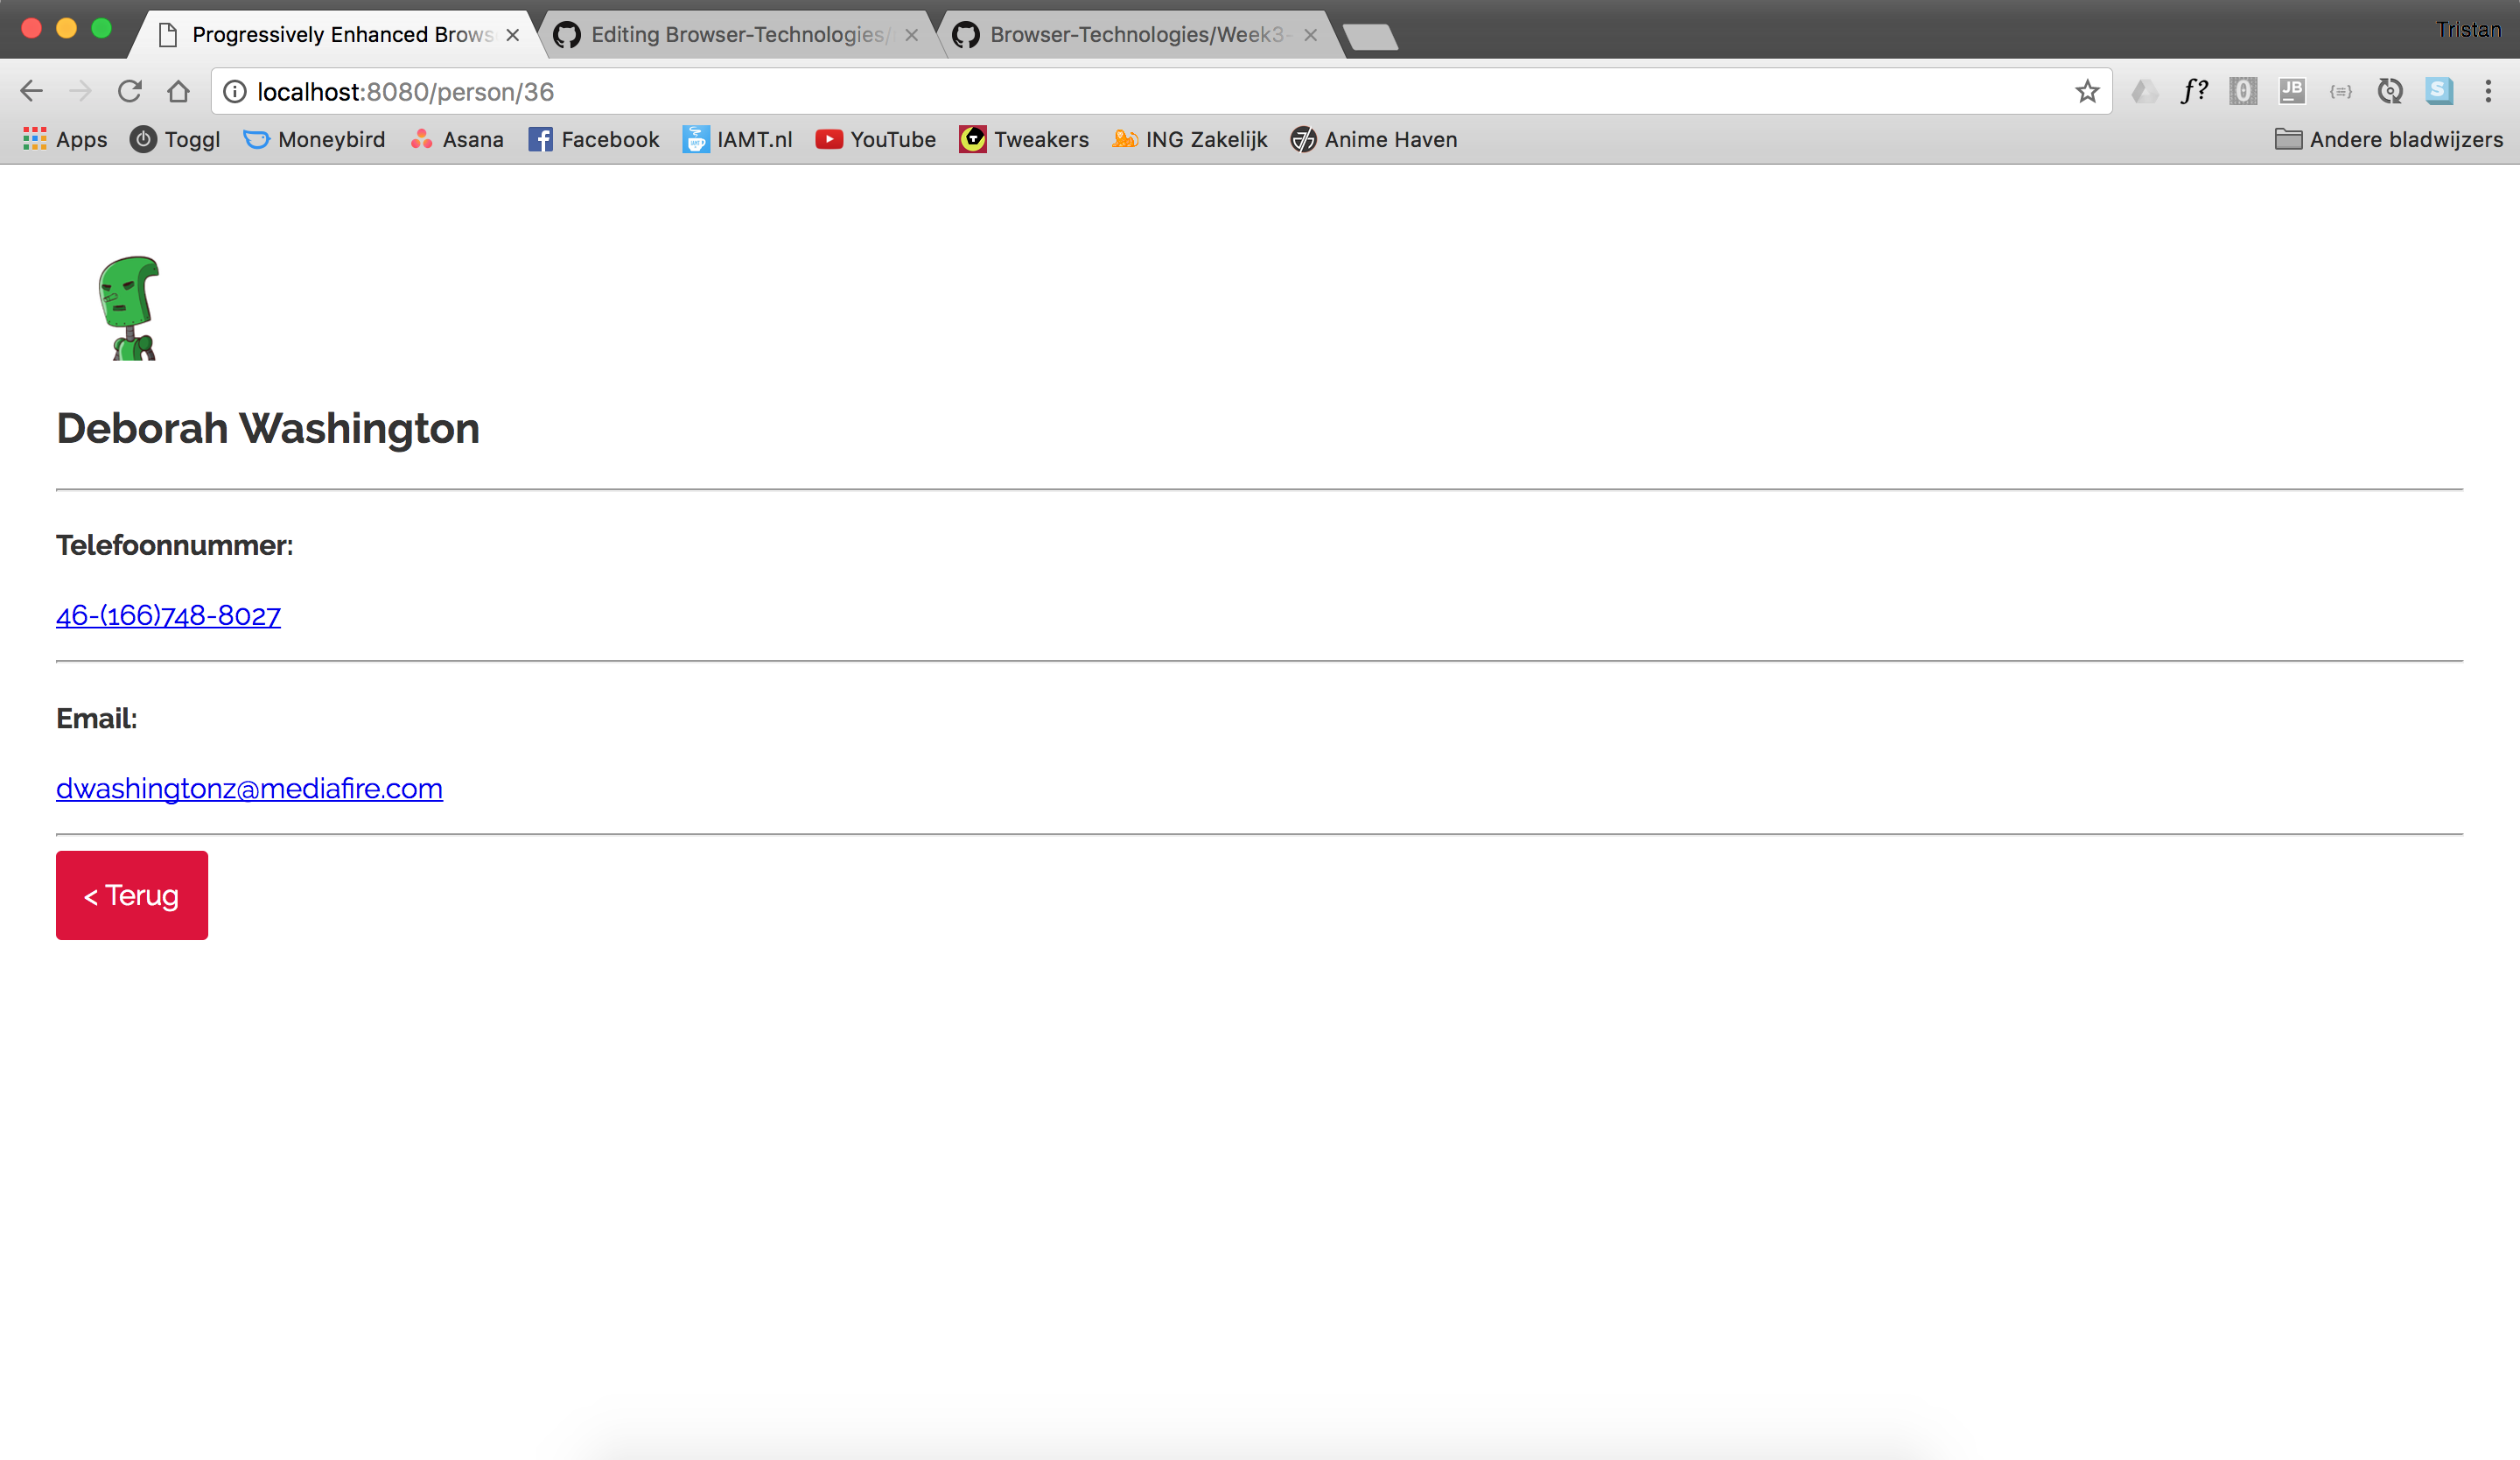 Progressively Enhanced Brows
Editing Browser-Technologies/
Browser-Technologies/Week3-
Tristan
localhost:8080/person/36
f?
0
JB
{≡}
S
Apps
Toggl
Moneybird
Asana
Facebook
IAMT.nl
YouTube
Tweakers
ING Zakelijk
Anime Haven
Andere bladwijzers
Deborah Washington
Telefoonnummer:
46-(166)748-8027
Email:
dwashingtonz@mediafire.com
< Terug